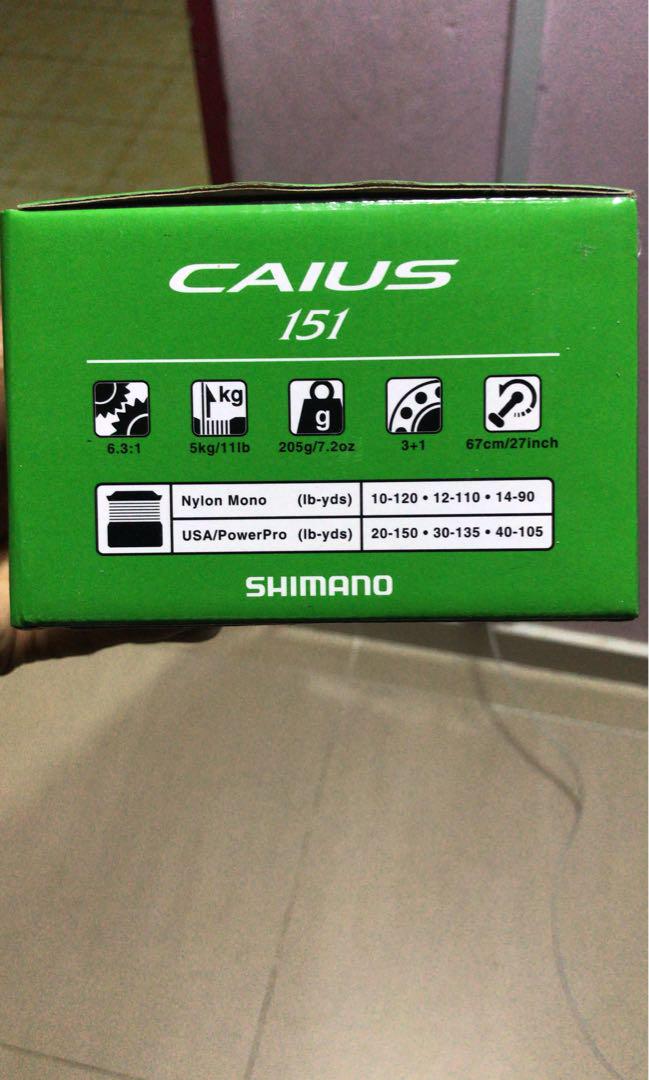 CAIUS
151
kg
g
6.3:1 5kg/11lb 205g/7.2oz 3+1 67cm/27inch
Nylon Mono (lb-yds) 10-120 • 12-110 • 14-90
USA/PowerPro (lb-yds) 20-150 • 30-135 • 40-105
SHIMANO